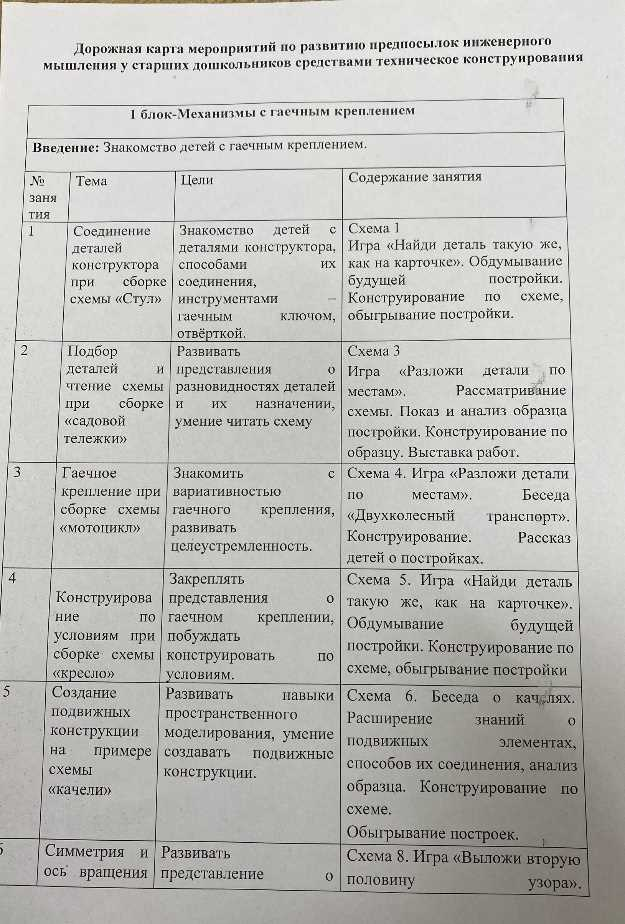 Дорожная карта мероприятий по развитию предпосылок инженерного
мышления у старших дошкольников средствами техническое конструирования
1 блок-Механизмы с гаечным креплением
Введение: Знакомство детей с гаечным креплением.
№
заня
тия
Тема
Цели
Содержание занятия
1
Соединение
деталей
конструктора
при сборке
схемы «Стул»
Знакомство детей с
деталями конструктора,
способами их
соединения,
инструментами –
гаечным ключом,
отвёрткой.
Схема 1
Игра «Найди деталь такую же,
как на карточке». Обдумывание
будущей постройки.
Конструирование по схеме,
обыгрывание постройки.
2
Подбор
деталей и
чтение схемы
при сборке
«садовой
тележки»
Развивать
представления о
разновидностях деталей
и их назначении,
умение читать схему
Схема 3
Игра «Разложи детали по
местам». Рассматривание
схемы. Показ и анализ образца
постройки. Конструирование по
образцу. Выставка работ.
3
Гаечное
крепление при
сборке схемы
«мотоцикл»
Знакомить с
вариативностью
гаечного крепления,
развивать
целеустремленность.
Схема 4. Игра «Разложи детали
по местам». Беседа
«Двухколесный транспорт».
Конструирование. Рассказ
детей о постройках.
4
Конструирова
ние по
условиям при
сборке схемы
«кресло»
Закреплять
представления о
гаечном креплении,
побуждать
конструировать по
условиям.
Схема 5. Игра «Найди деталь
такую же, как на карточке».
Обдумывание будущей
постройки. Конструирование по
схеме, обыгрывание постройки
5
Создание
подвижных
конструкции
на примере
схемы
«качели»
Развивать навыки
пространственного
моделирования, умение
создавать подвижные
конструкции.
Схема 6. Беседа о качелях.
Расширение знаний о
подвижных элементах,
способов их соединения, анализ
образца. Конструирование по
схеме.
Обыгрывание построек.
6
Симметрия и
ось вращения
Развивать
представление о
Схема 8. Игра «Выложи вторую
половину узора».